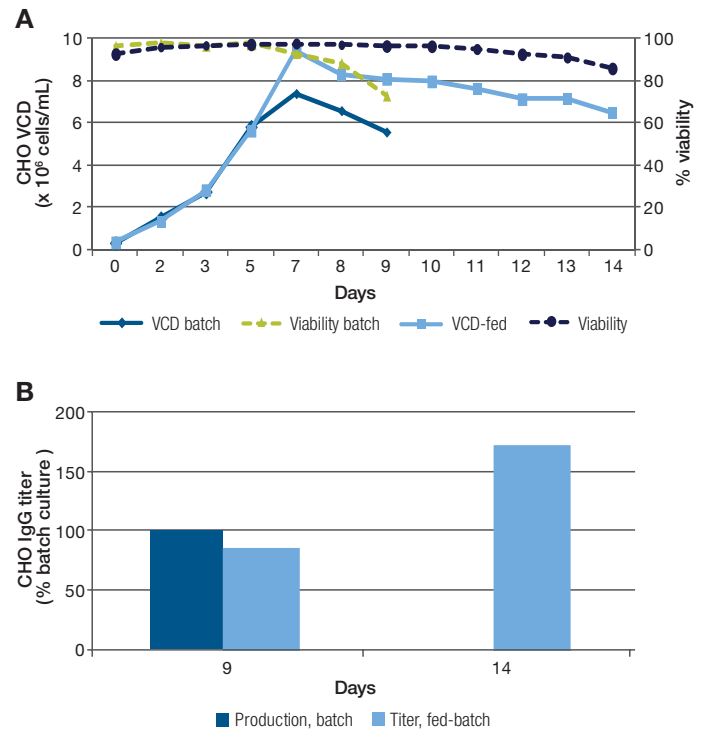 A
10
8
6
4
2
0
CHO VCD
(x 10⁶ cells/mL)
100
80
60
40
20
0
% viability
0 2 3 5 7 8 9 10 11 12 13 14
Days
VCD batch Viability batch VCD-fed Viability
B
200
150
100
50
0
CHO IgG titer
(% batch culture )
9 14
Days
Production, batch Titer, fed-batch